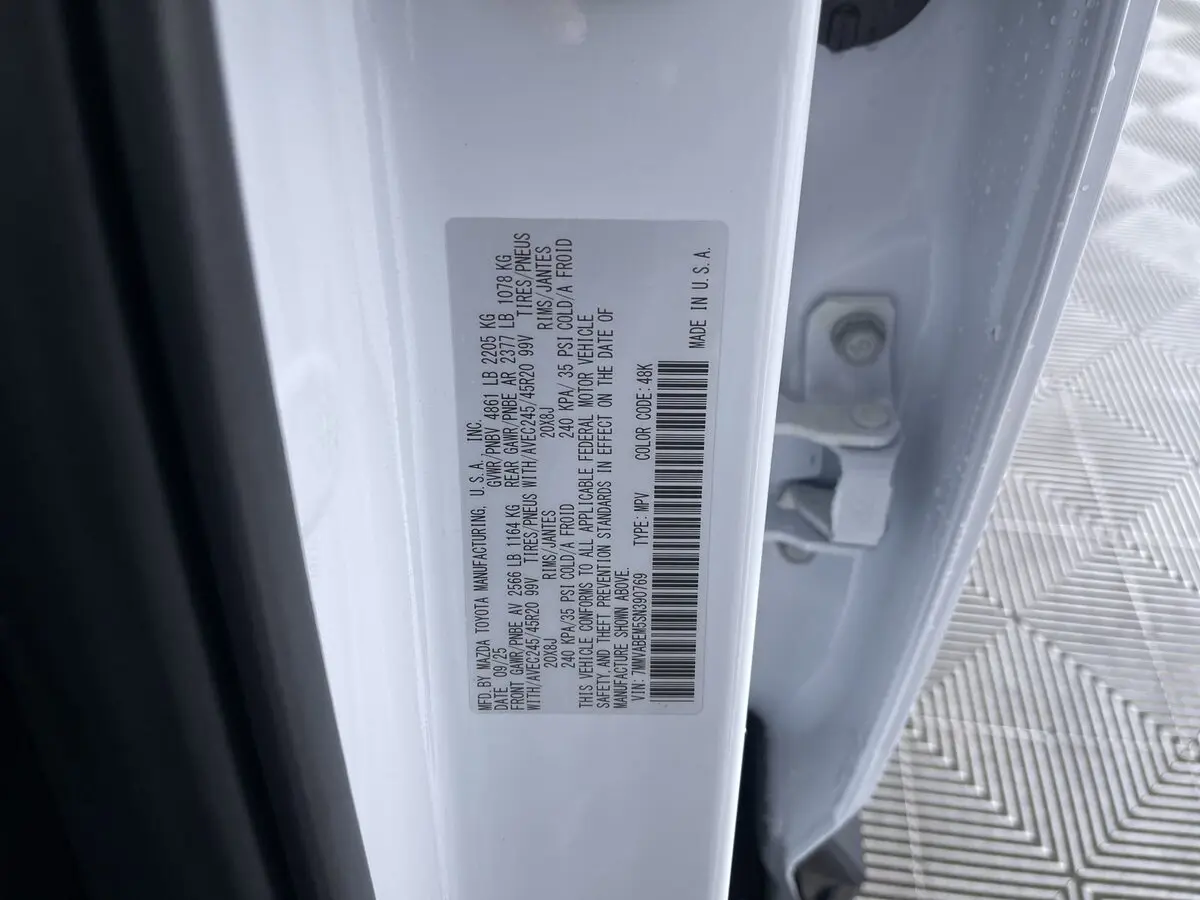 MFD. BY MAZDA TOYOTA MANUFACTURING, U.S.A., INC.
DATE 09/25 GVWR/PNBV 4861 LB 2205 KG
FRONT GAWR/PNBE AV 2566 LB 1164 KG REAR GAWR/PNBE AR 2377 LB 1078 KG
WITH/AVEC245/45R20 99V TIRES/PNEUS WITH/AVEC245/45R20 99V TIRES/PNEUS
20X8J RIMS/JANTES 20X8J RIMS/JANTES
240 KPA/35 PSI COLD/A FROID 240 KPA/35 PSI COLD/A FROID
THIS VEHICLE CONFORMS TO ALL APPLICABLE FEDERAL MOTOR VEHICLE
SAFETY, AND THEFT PREVENTION STANDARDS IN EFFECT ON THE DATE OF
MANUFACTURE SHOWN ABOVE.
VIN: 7MMVABEM5SN390769 TYPE: MPV COLOR CODE: 48K
MADE IN U.S.A.